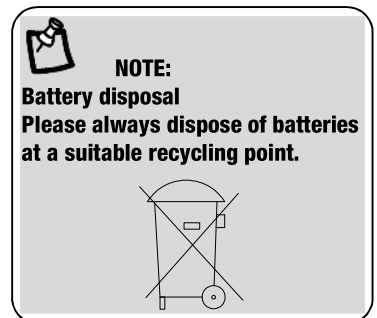 NOTE:
Battery disposal
Please always dispose of batteries
at a suitable recycling point.